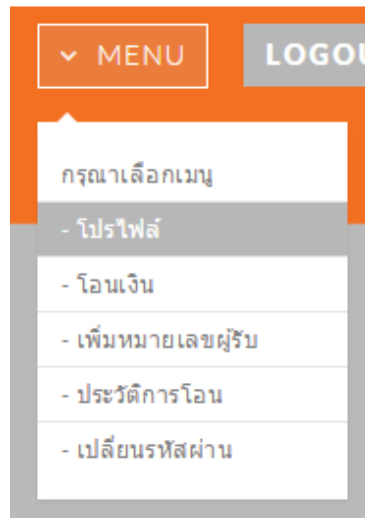 MENU
LOGOU
กรุณาเลือกเมนู
- โปรไฟล์
- โอนเงิน
- เพิ่มหมายเลขผู้รับ
- ประวัติการโอน
- เปลี่ยนรหัสผ่าน